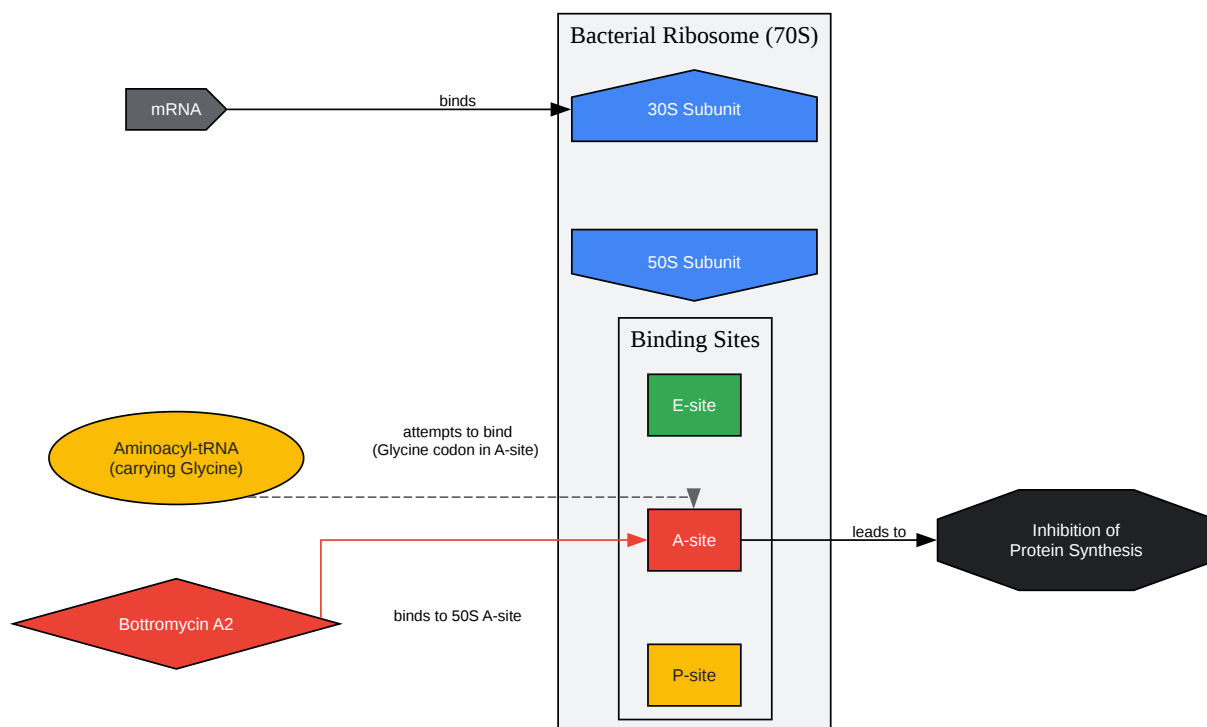 Bacterial Ribosome (70S)
mRNA
binds
30S Subunit
50S Subunit
Binding Sites
E-site
Aminoacyl-tRNA
(carrying Glycine)
attempts to bind
(Glycine codon in A-site)
A-site
leads to
Inhibition of
Protein Synthesis
Bottromycin A2
binds to 50S A-site
P-site